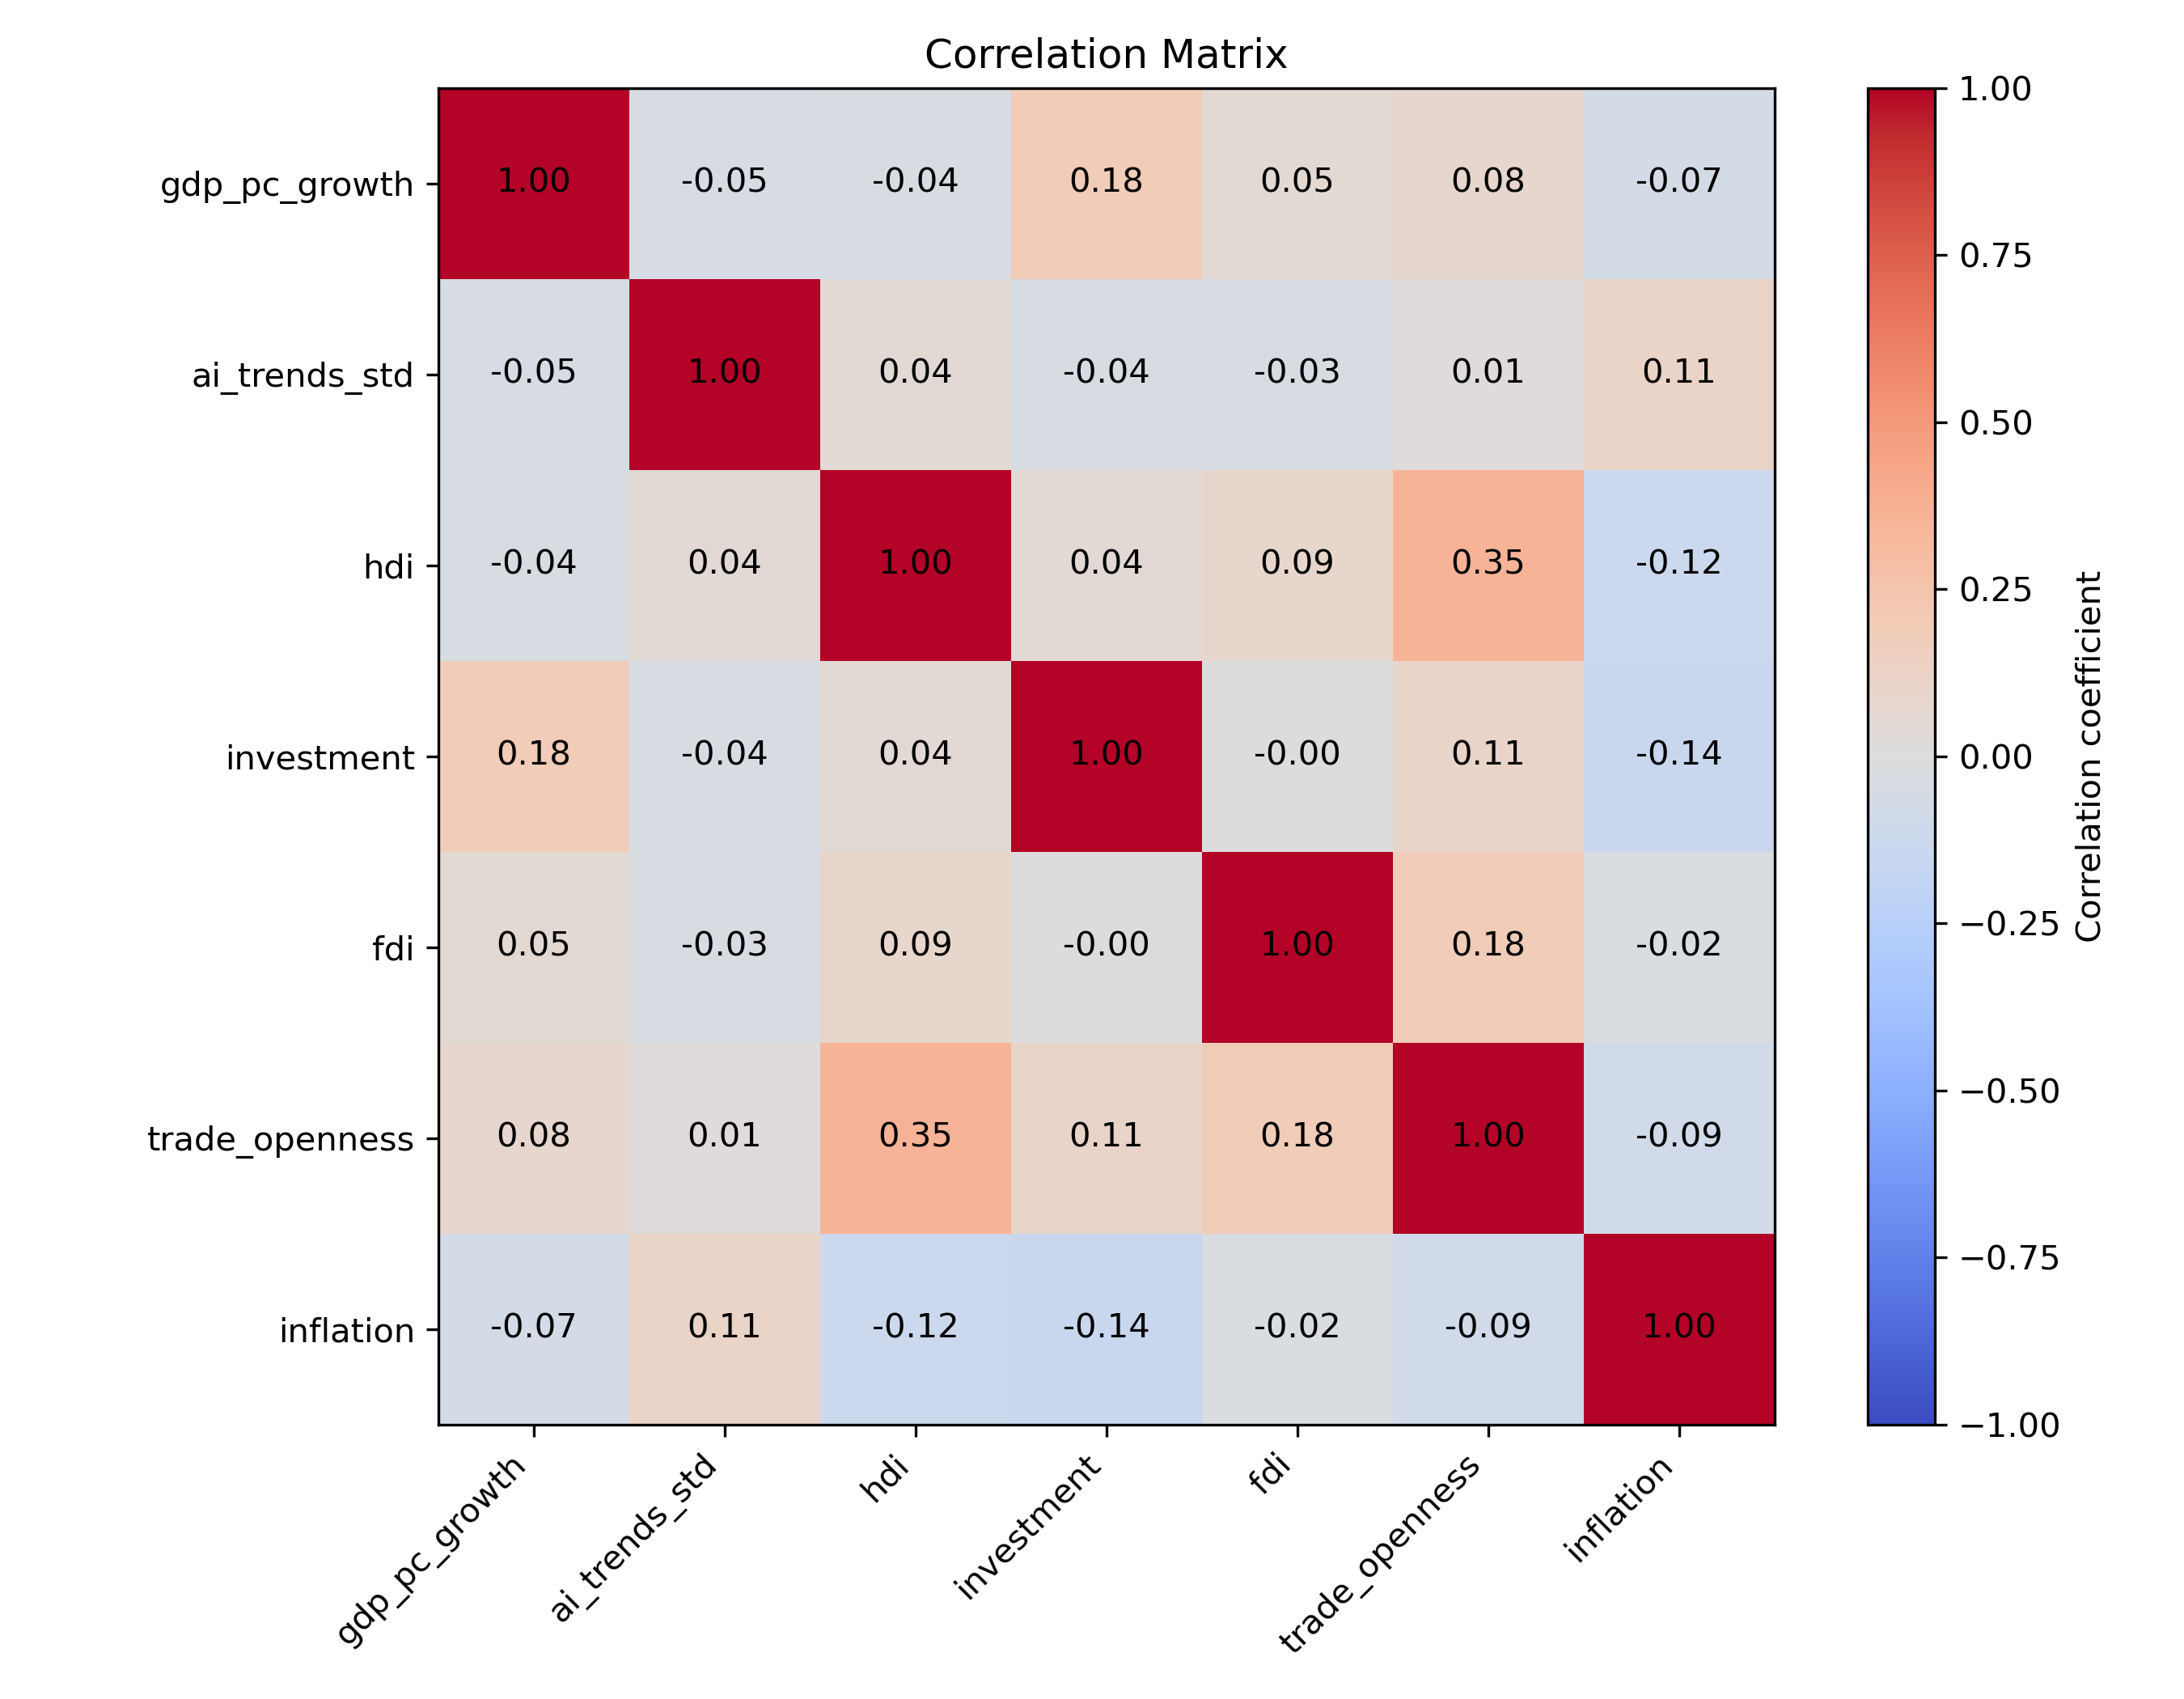 Correlation Matrix
gdp_pc_growth 1.00 -0.05 -0.04 0.18 0.05 0.08 -0.07
ai_trends_std -0.05 1.00 0.04 -0.04 -0.03 0.01 0.11
hdi -0.04 0.04 1.00 0.04 0.09 0.35 -0.12
investment 0.18 -0.04 0.04 1.00 -0.00 0.11 -0.14
fdi 0.05 -0.03 0.09 -0.00 1.00 0.18 -0.02
trade_openness 0.08 0.01 0.35 0.11 0.18 1.00 -0.09
inflation -0.07 0.11 -0.12 -0.14 -0.02 -0.09 1.00
gdp_pc_growth ai_trends_std hdi investment fdi trade_openness inflation
1.00
0.75
0.50
0.25
0.00
−0.25
−0.50
−0.75
−1.00
Correlation coefficient